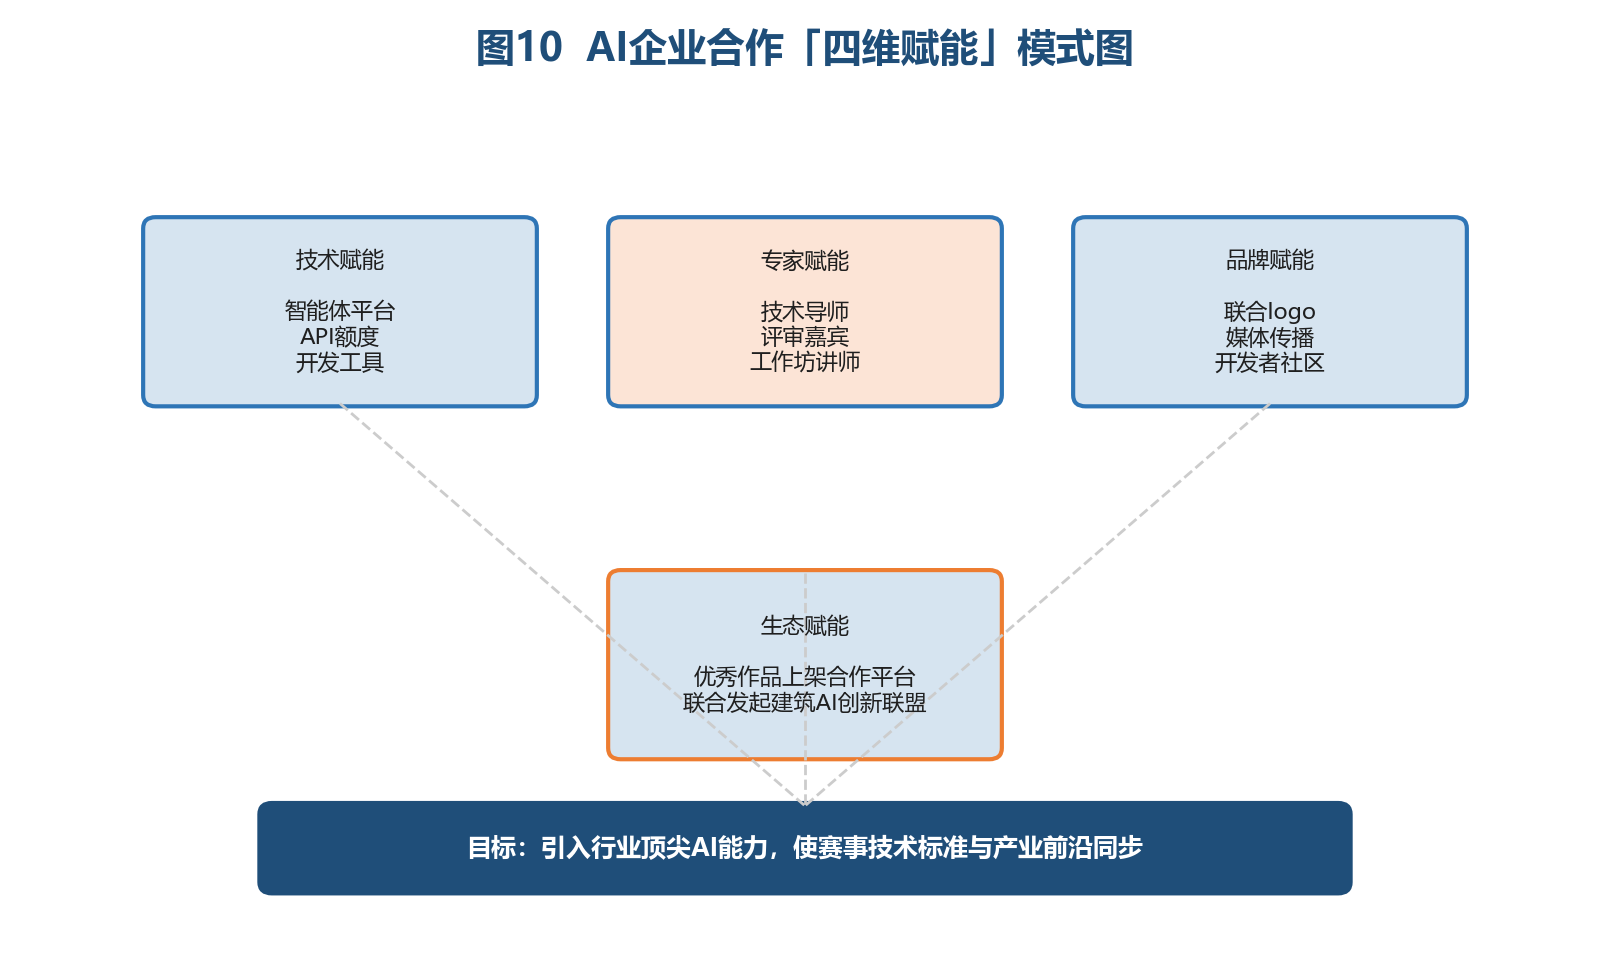 图10 AI企业合作「四维赋能」模式图
技术赋能
智能体平台
API额度
开发工具
专家赋能
技术导师
评审嘉宾
工作坊讲师
品牌赋能
联合logo
媒体传播
开发者社区
生态赋能
优秀作品上架合作平台
联合发起建筑AI创新联盟
目标：引入行业顶尖AI能力，使赛事技术标准与产业前沿同步